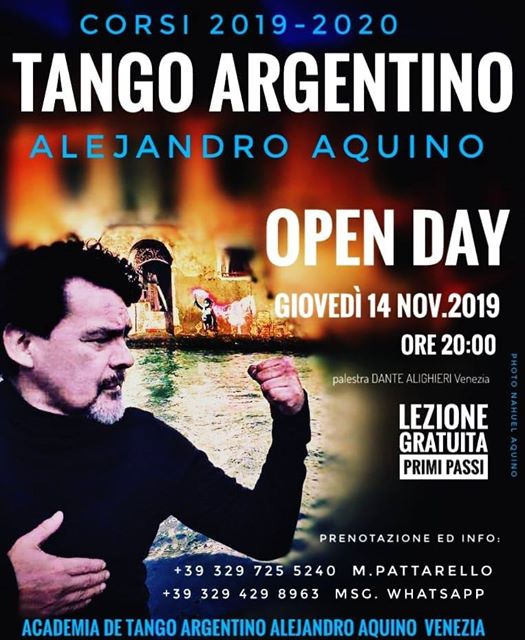 CORSI 2019-2020
TANGO ARGENTINO
ALEJANDRO AQUINO
OPEN DAY
GIOVEDÌ 14 NOV.2019
ORE 20:00
palestra DANTE ALIGHIERI Venezia
LEZIONE
GRATUITA
PRIMI PASSI
PHOTO NAHUEL AQUINO
PRENOTAZIONE ED INFO:
+39 329 725 5240 M.PATTARELLO
+39 329 429 8963 MSG. WHATSAPP
ACADEMIA DE TANGO ARGENTINO ALEJANDRO AQUINO VENEZIA